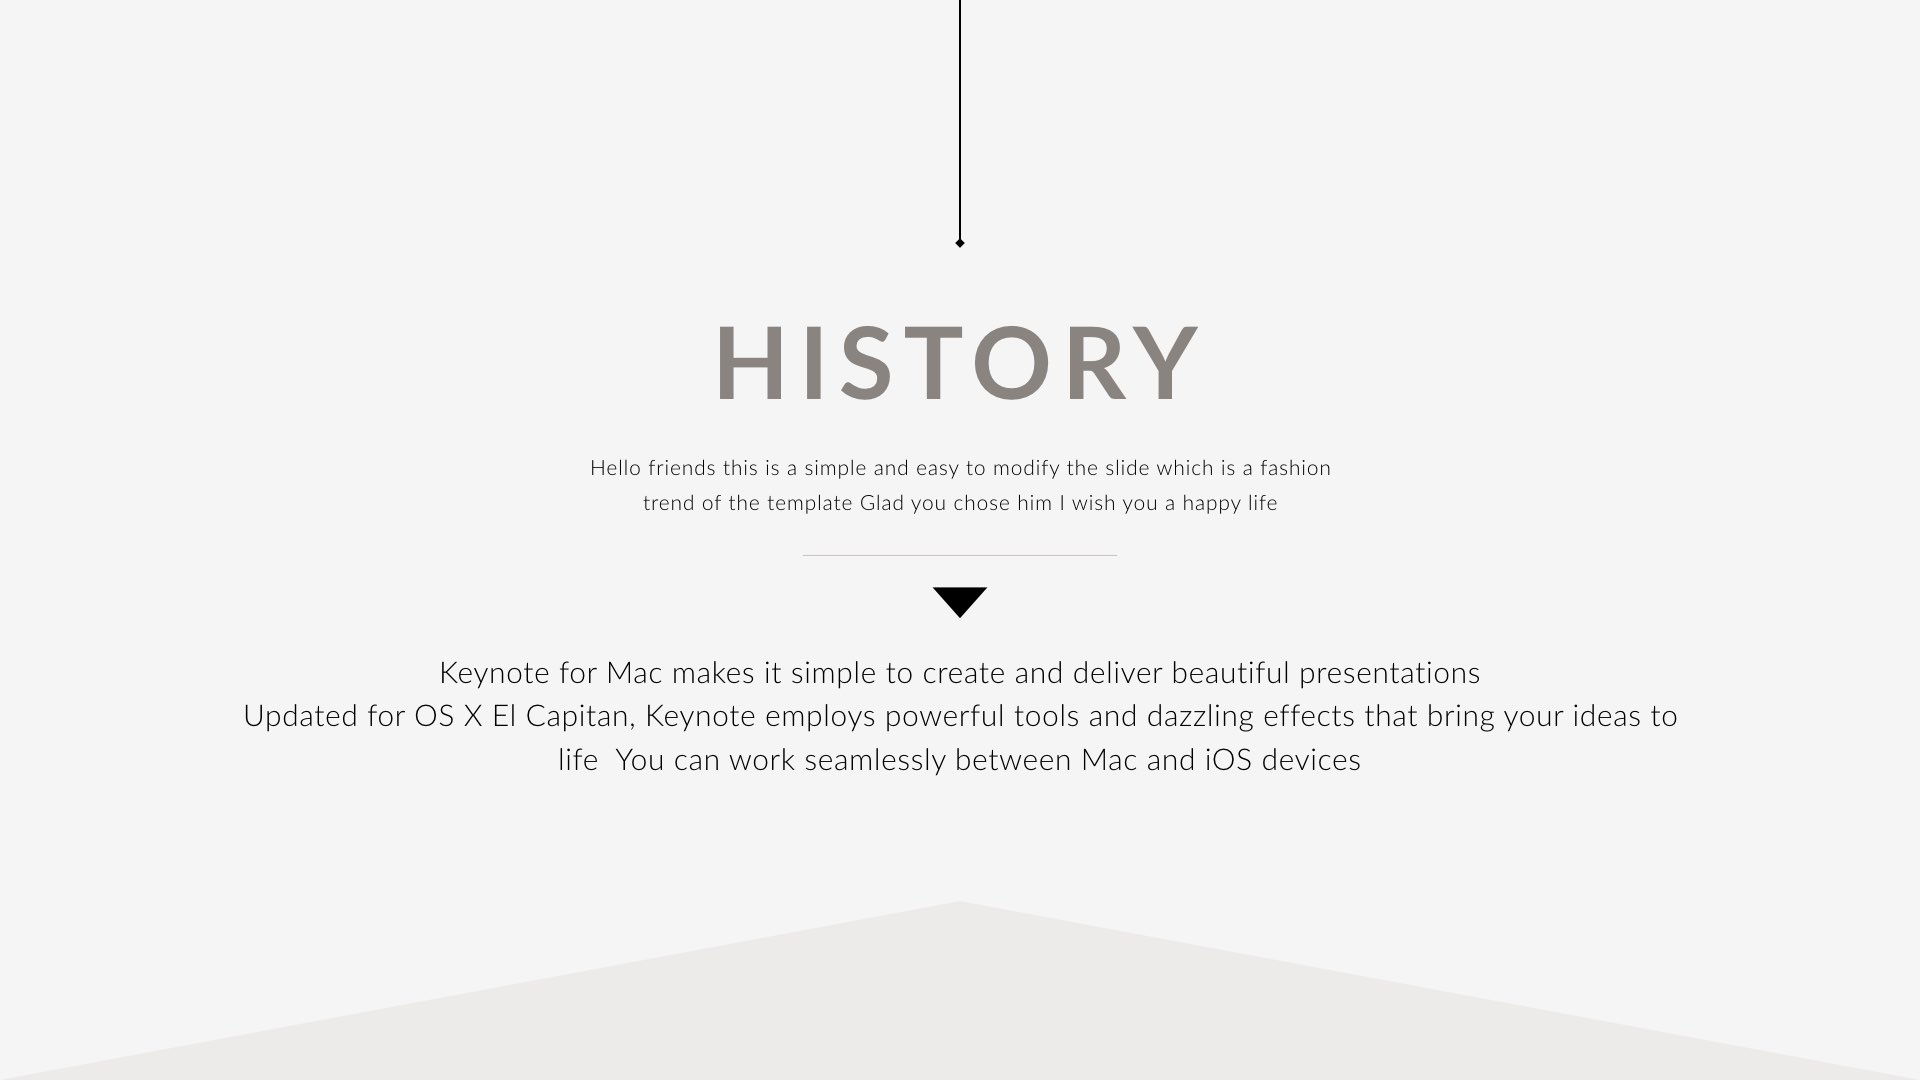 HISTORY
Hello friends this is a simple and easy to modify the slide which is a fashion
trend of the template Glad you chose him I wish you a happy life
Keynote for Mac makes it simple to create and deliver beautiful presentations
Updated for OS X El Capitan, Keynote employs powerful tools and dazzling effects that bring your ideas to
life  You can work seamlessly between Mac and iOS devices